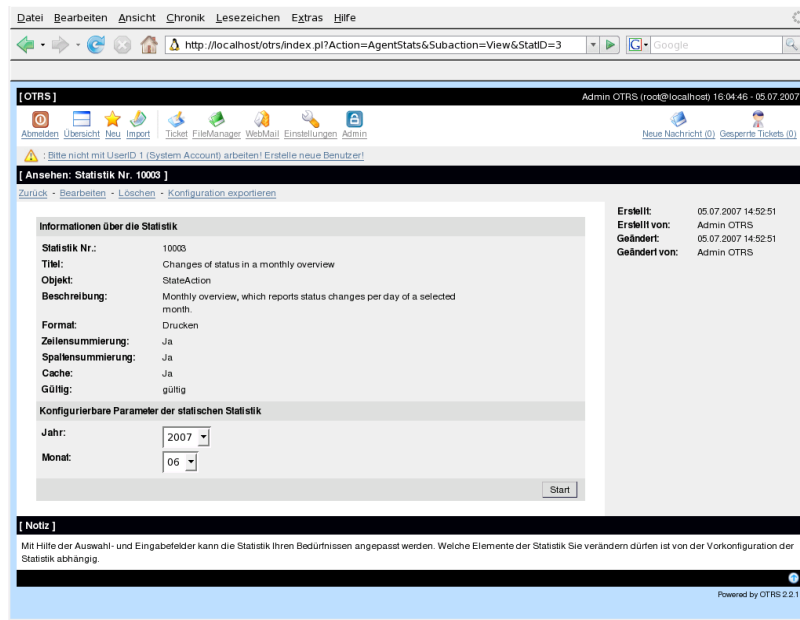 Datei Bearbeiten Ansicht Chronik Lesezeichen Extras Hilfe
http://localhost/otrs/index.pl?Action=AgentStats&Subaction=View&StatID=3
G Google
[ OTRS ]
Admin OTRS (root@localhost) 16:04:46 - 05.07.2007
Abmelden Übersicht Neu Import Ticket FileManager WebMail Einstellungen Admin
Neue Nachricht (0) Gesperrte Tickets (0)
: Bitte nicht mit UserID 1 (System Account) arbeiten! Erstelle neue Benutzer!
[ Ansehen: Statistik Nr. 10003 ]
Zurück - Bearbeiten - Löschen - Konfiguration exportieren
Informationen über die Statistik
Statistik Nr.: 10003
Titel: Changes of status in a monthly overview
Objekt: StateAction
Beschreibung: Monthly overview, which reports status changes per day of a selected
month.
Format: Drucken
Zeilensummierung: Ja
Spaltensummierung: Ja
Cache: Ja
Gültig: gültig
Konfigurierbare Parameter der statischen Statistik
Jahr: 2007
Monat: 06
Start
Erstellt: 05.07.2007 14:52:51
Erstellt von: Admin OTRS
Geändert: 05.07.2007 14:52:51
Geändert von: Admin OTRS
[ Notiz ]
Mit Hilfe der Auswahl- und Eingabefelder kann die Statistik Ihren Bedürfnissen angepasst werden. Welche Elemente der Statistik Sie verändern dürfen ist von der Vorkonfiguration der
Statistik abhängig.
Powered by OTRS 2.2.1